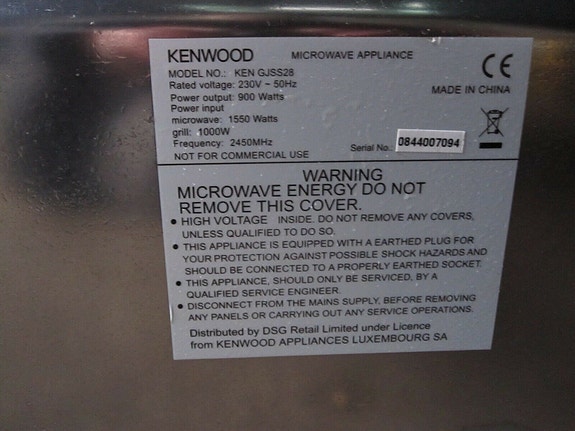 KENWOOD MICROWAVE APPLIANCE
MODEL NO.: KEN GJSS28
Rated voltage: 230V ~ 50Hz
MADE IN CHINA
Power output: 900 Watts
Power input
microwave: 1550 Watts
grill: 1000W
Frequency: 2450MHz
Serial No. 0844007094
NOT FOR COMMERCIAL USE
WARNING
MICROWAVE ENERGY DO NOT
REMOVE THIS COVER.
● HIGH VOLTAGE INSIDE. DO NOT REMOVE ANY COVERS,
UNLESS QUALIFIED TO DO SO.
● THIS APPLIANCE IS EQUIPPED WITH A EARTHED PLUG FOR
YOUR PROTECTION AGAINST POSSIBLE SHOCK HAZARDS AND
SHOULD BE CONNECTED TO A PROPERLY EARTHED SOCKET.
● THIS APPLIANCE, SHOULD ONLY BE SERVICED, BY A
QUALIFIED SERVICE ENGINEER.
● DISCONNECT FROM THE MAINS SUPPLY, BEFORE REMOVING
ANY PANELS OR CARRYING OUT ANY SERVICE OPERATIONS.
Distributed by DSG Retail Limited under Licence
from KENWOOD APPLIANCES LUXEMBOURG SA